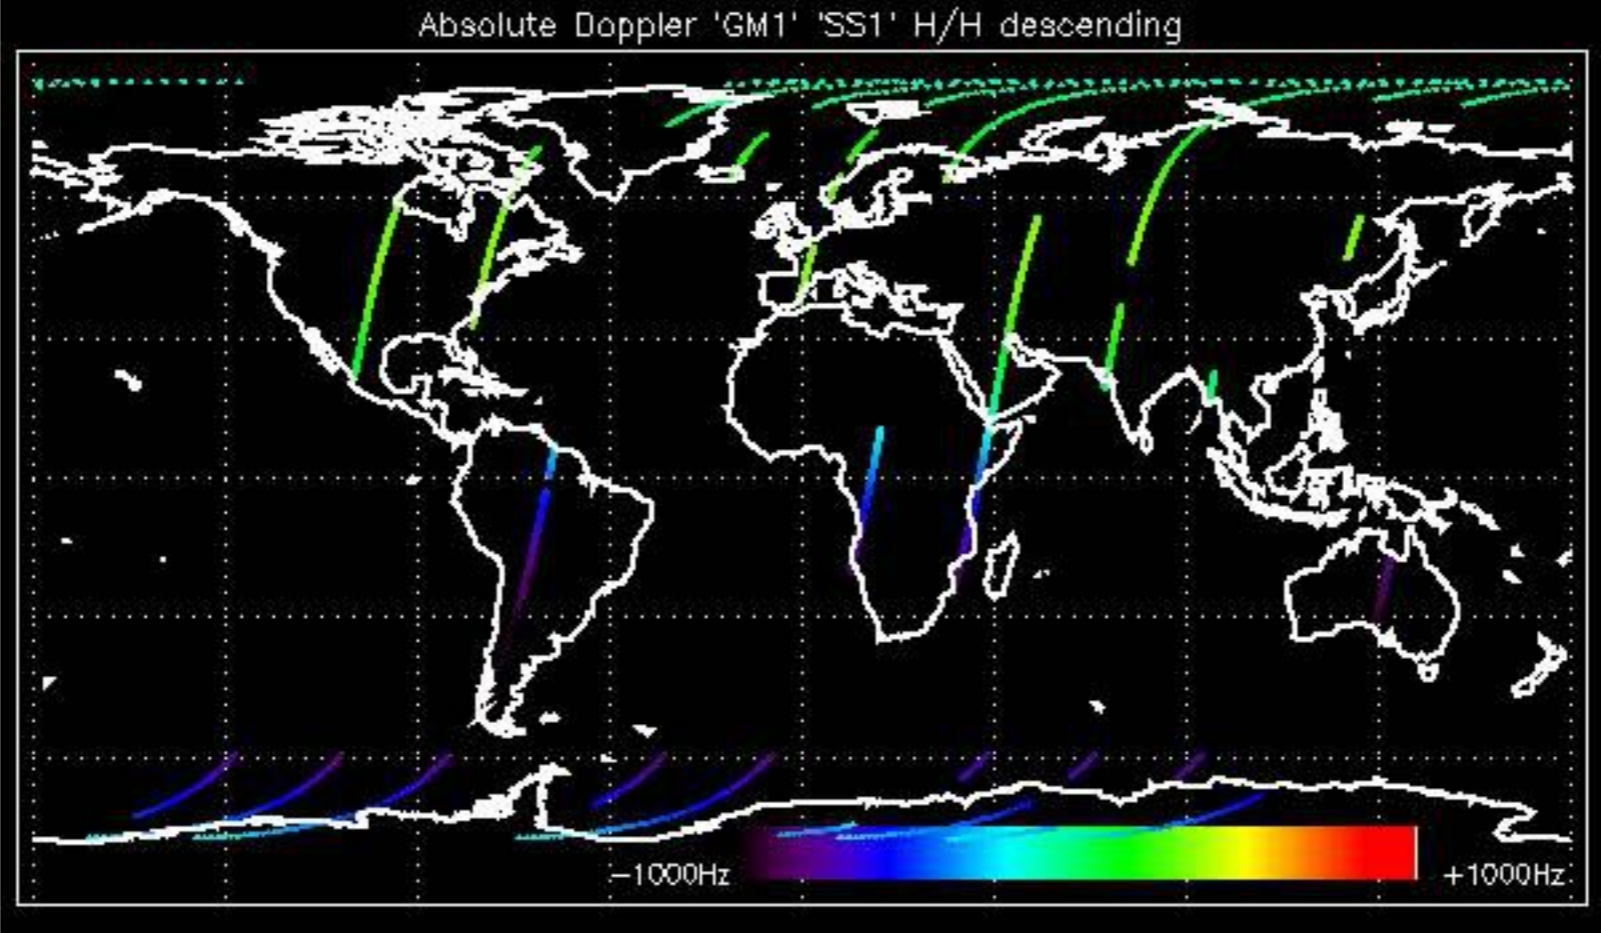 Absolute Doppler 'GM1' 'SS1' H/H descending
−1000Hz +1000Hz